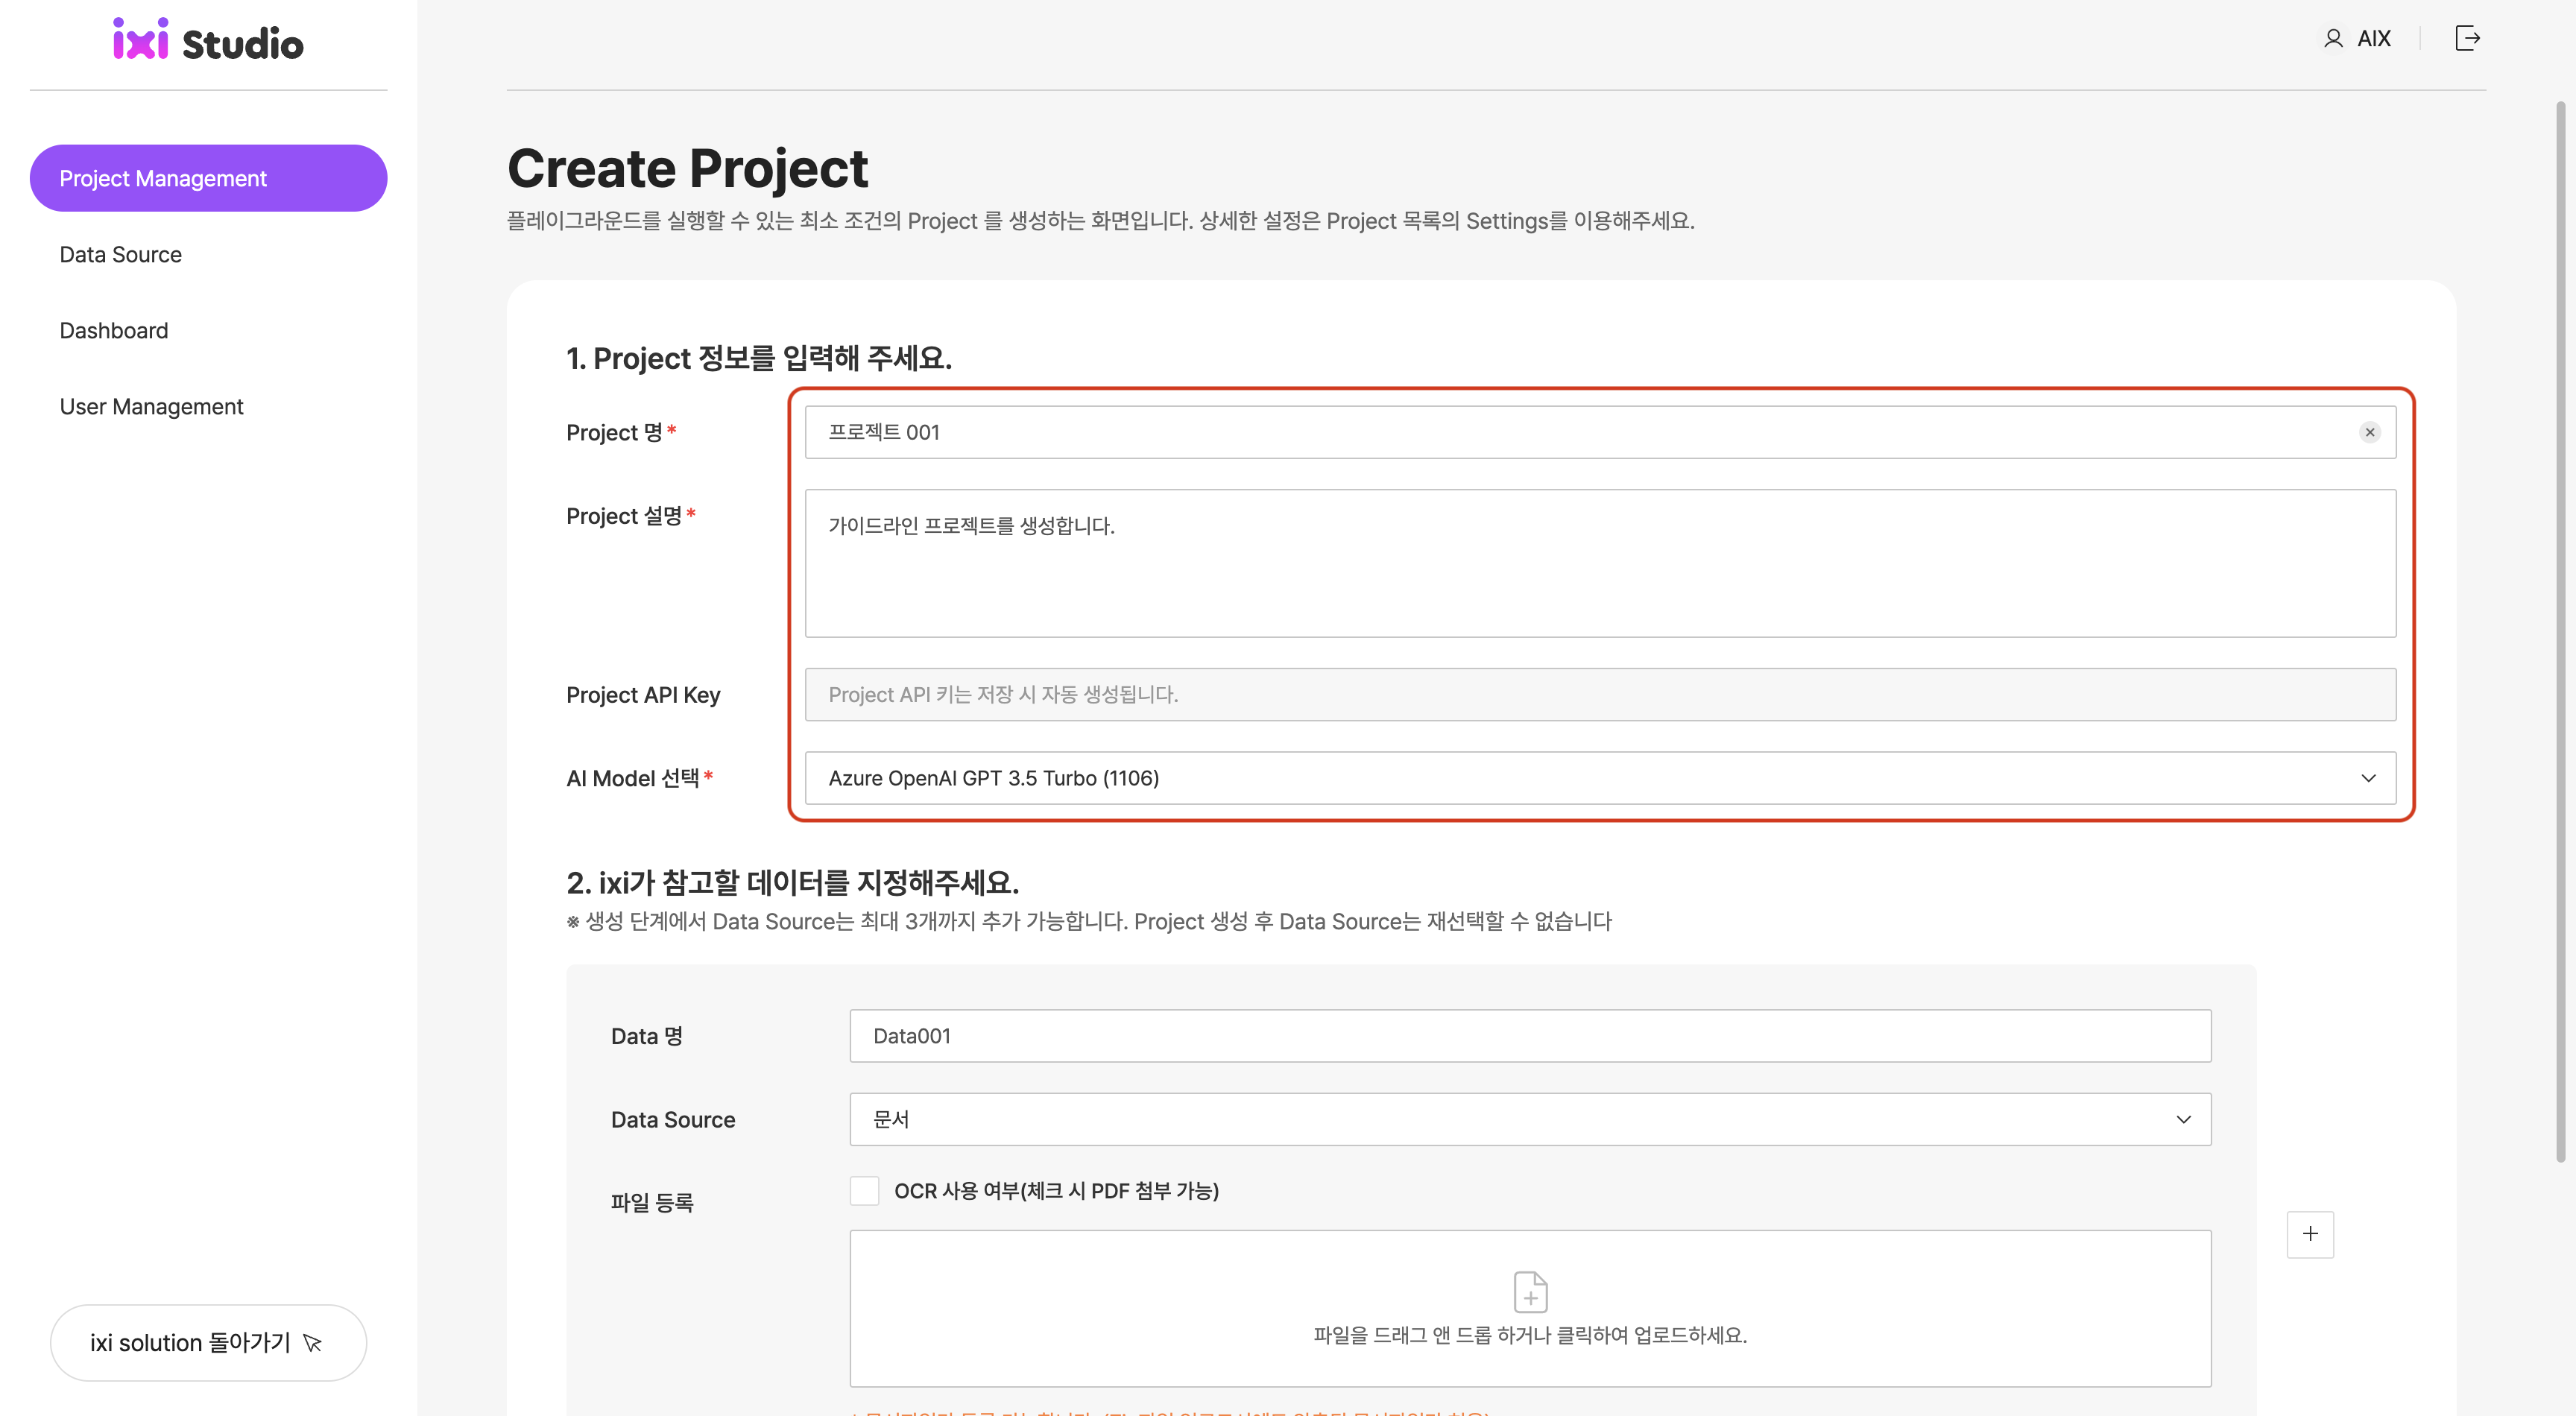 ixi Studio
AIX
Project Management
Data Source
Dashboard
User Management
ixi solution 돌아가기
Create Project
플레이그라운드를 실행할 수 있는 최소 조건의 Project 를 생성하는 화면입니다. 상세한 설정은 Project 목록의 Settings를 이용해주세요.
1. Project 정보를 입력해 주세요.
Project 명*
프로젝트 001
Project 설명*
가이드라인 프로젝트를 생성합니다.
Project API Key
Project API 키는 저장 시 자동 생성됩니다.
AI Model 선택*
Azure OpenAI GPT 3.5 Turbo (1106)
2. ixi가 참고할 데이터를 지정해주세요.
※ 생성 단계에서 Data Source는 최대 3개까지 추가 가능합니다. Project 생성 후 Data Source는 재선택할 수 없습니다
Data 명
Data001
Data Source
문서
파일 등록
OCR 사용 여부(체크 시 PDF 첨부 가능)
파일을 드래그 앤 드롭 하거나 클릭하여 업로드하세요.